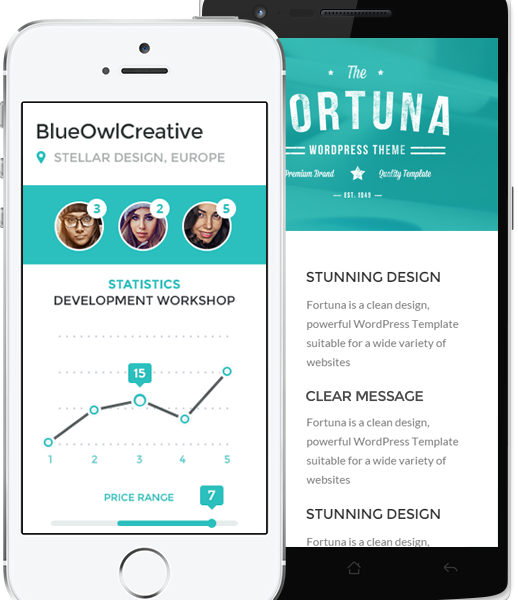 BlueOwlCreative
STELLAR DESIGN, EUROPE
3
2
5
STATISTICS
DEVELOPMENT WORKSHOP
15
1 2 3 4 5
PRICE RANGE
7
The
ORTUNA
WORDPRESS THEME
Premium Brand Quality Template
EST. 1949
STUNNING DESIGN
Fortuna is a clean design,
powerful WordPress Template
suitable for a wide variety of
websites
CLEAR MESSAGE
Fortuna is a clean design,
powerful WordPress Template
suitable for a wide variety of
websites
STUNNING DESIGN
Fortuna is a clean design,